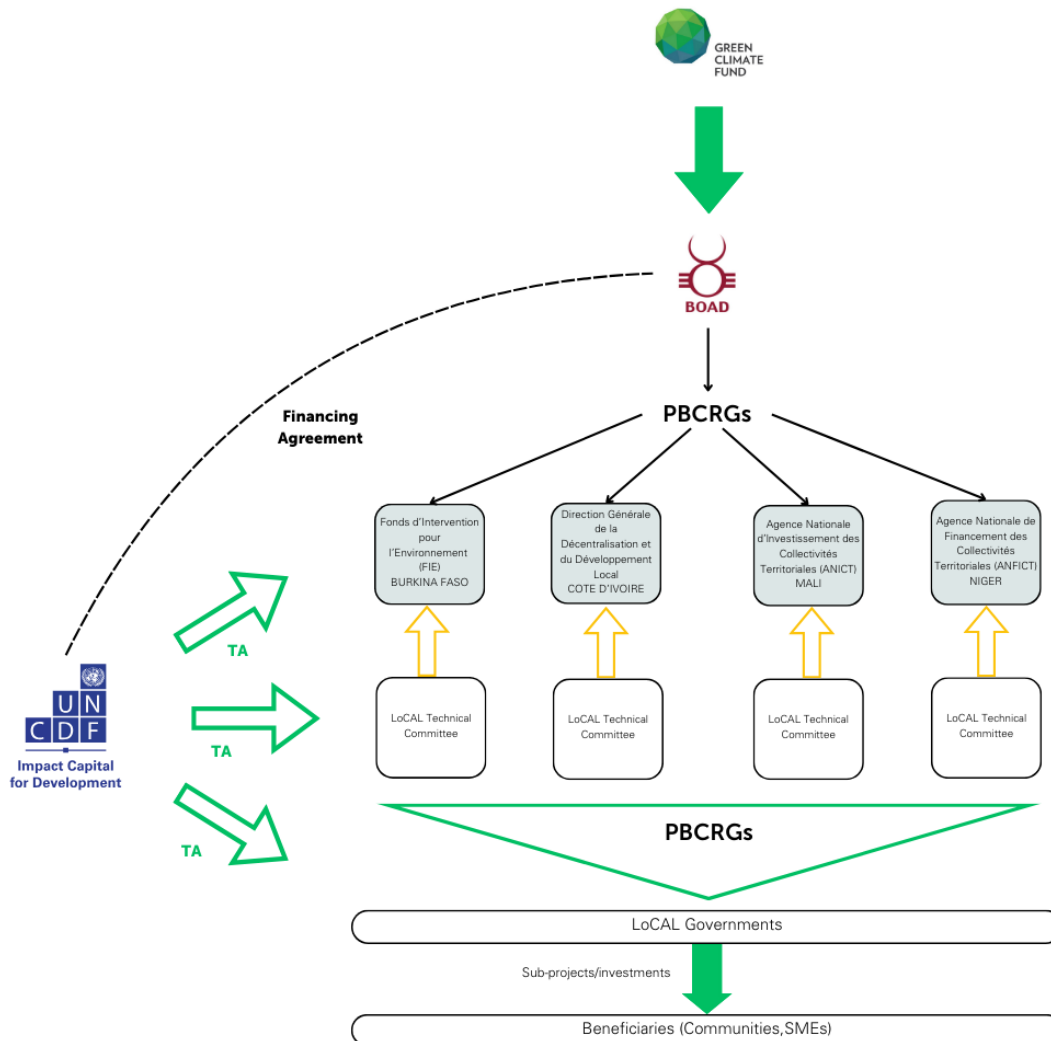 GREEN
CLIMATE
FUND
BOAD
Financing
Agreement
PBCRGs
Fonds d'Intervention
pour
l'Environnement
(FIE)
BURKINA FASO
Direction Générale
de la
Décentralisation et
du Développement
Local
COTE D'IVOIRE
Agence Nationale
d'Investissement des
Collectivités
Territoriales (ANICT)
MALI
Agence Nationale de
Financement des
Collectivités
Territoriales (ANFICT)
NIGER
TA
UN
CDF
Impact Capital
for Development
TA
TA
LoCAL Technical
Committee
LoCAL Technical
Committee
LoCAL Technical
Committee
LoCAL Technical
Committee
PBCRGs
LoCAL Governments
Sub-projects/investments
Beneficiaries (Communities,SMEs)